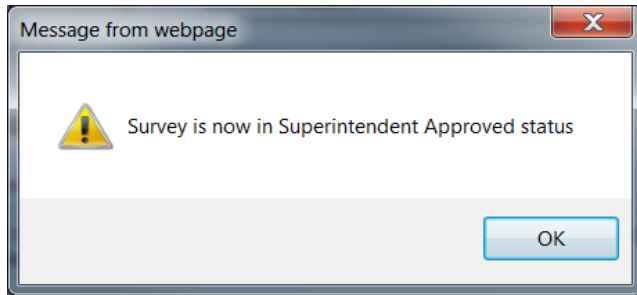 Message from webpage
Survey is now in Superintendent Approved status
OK